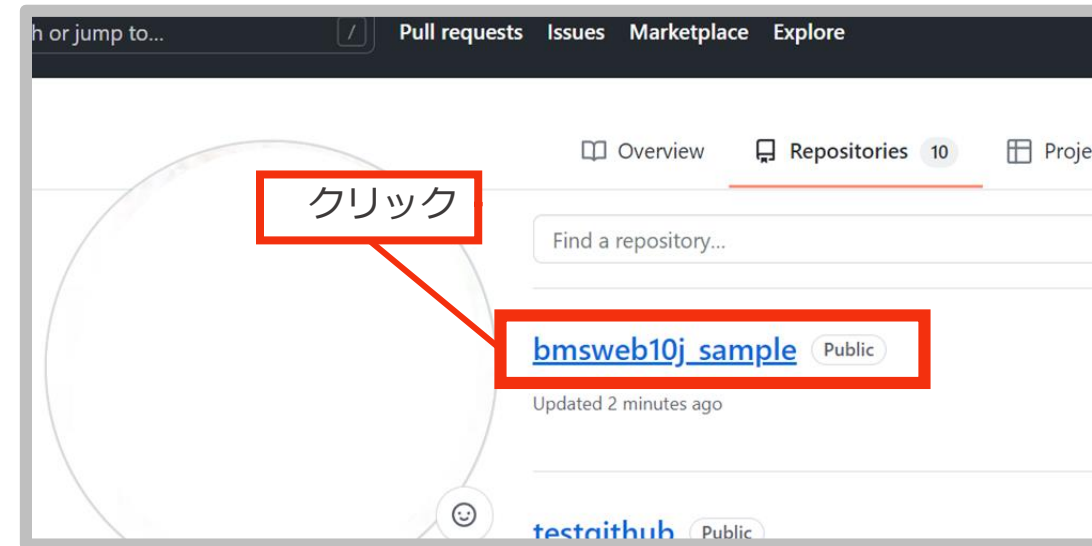 h or jump to... / Pull requests Issues Marketplace Explore
Overview Repositories 10 Proje
クリック
Find a repository...
bmsweb10j_sample Public
Updated 2 minutes ago
testgithub Public